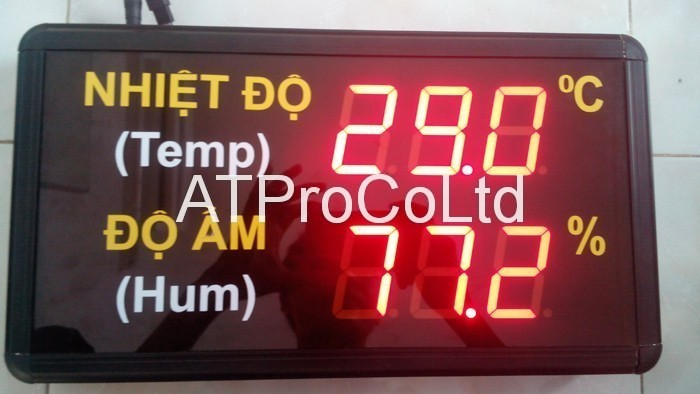 NHIỆT ĐỘ 29.0 ºC
(Temp)
ATProCoLtd
ĐỘ ẨM 77.2 %
(Hum)